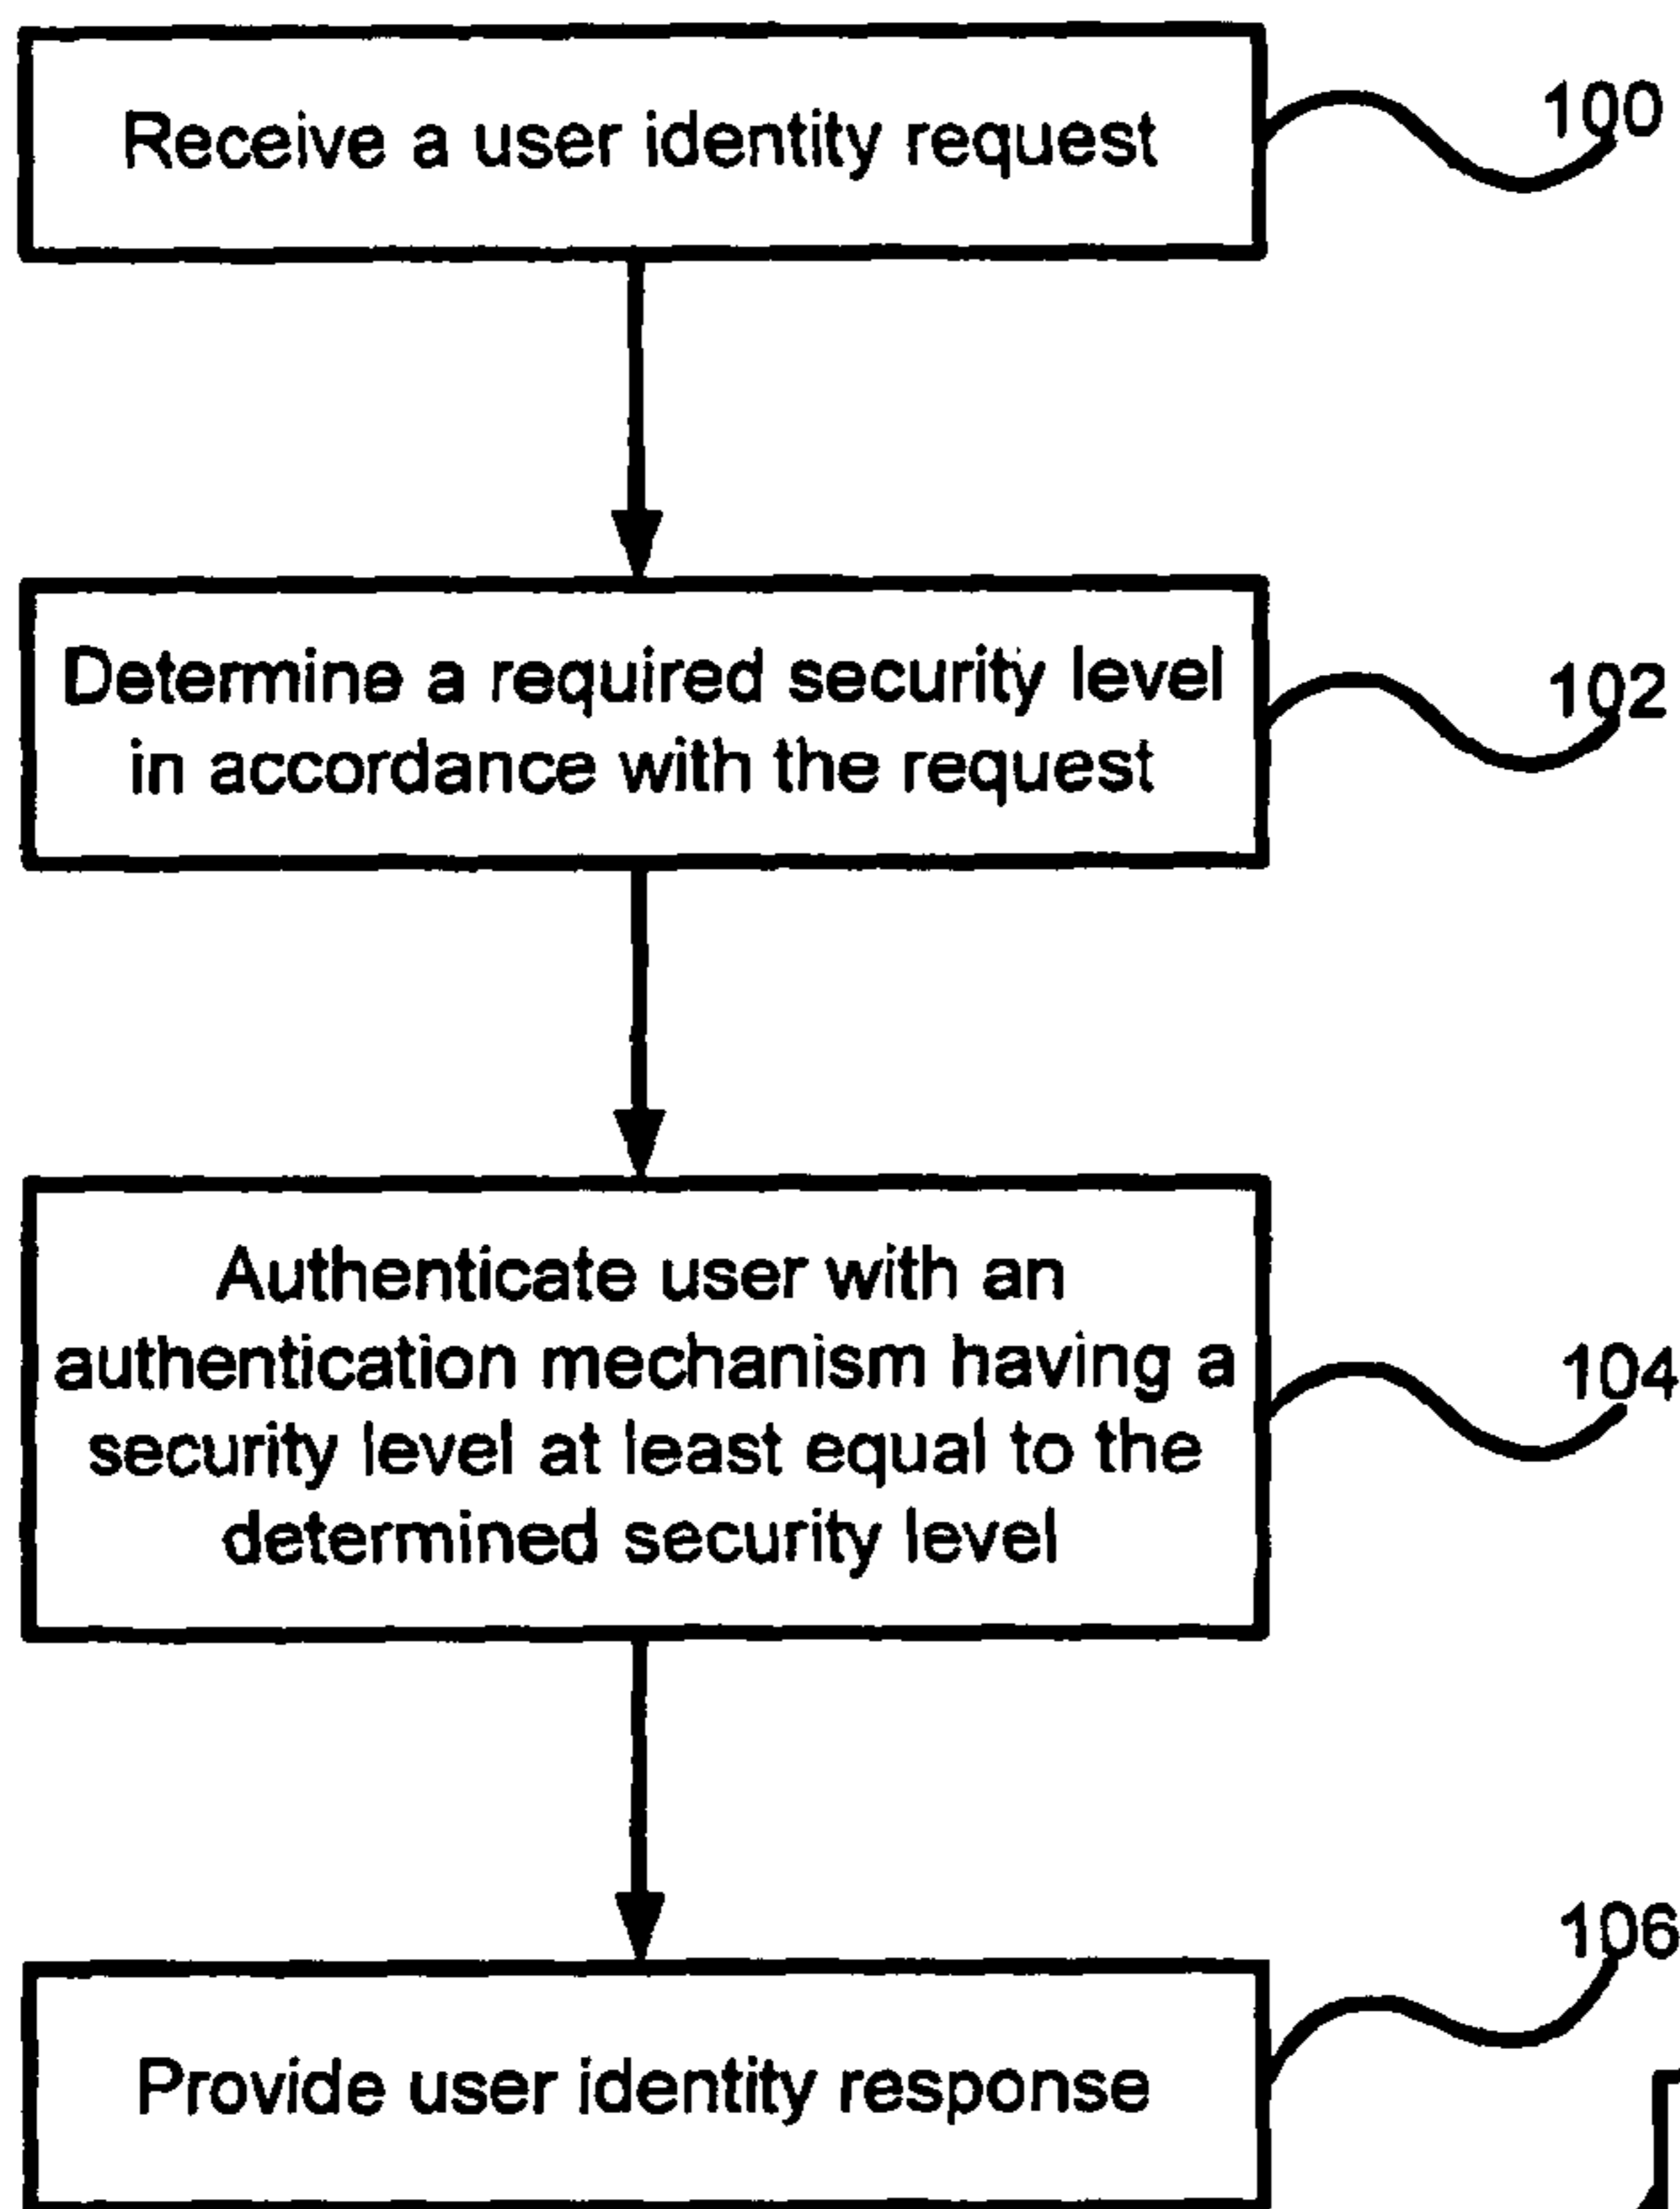 Receive a user identity request
100
Determine a required security level
in accordance with the request
102
Authenticate user with an
authentication mechanism having a
security level at least equal to the
determined security level
104
106
Provide user identity response